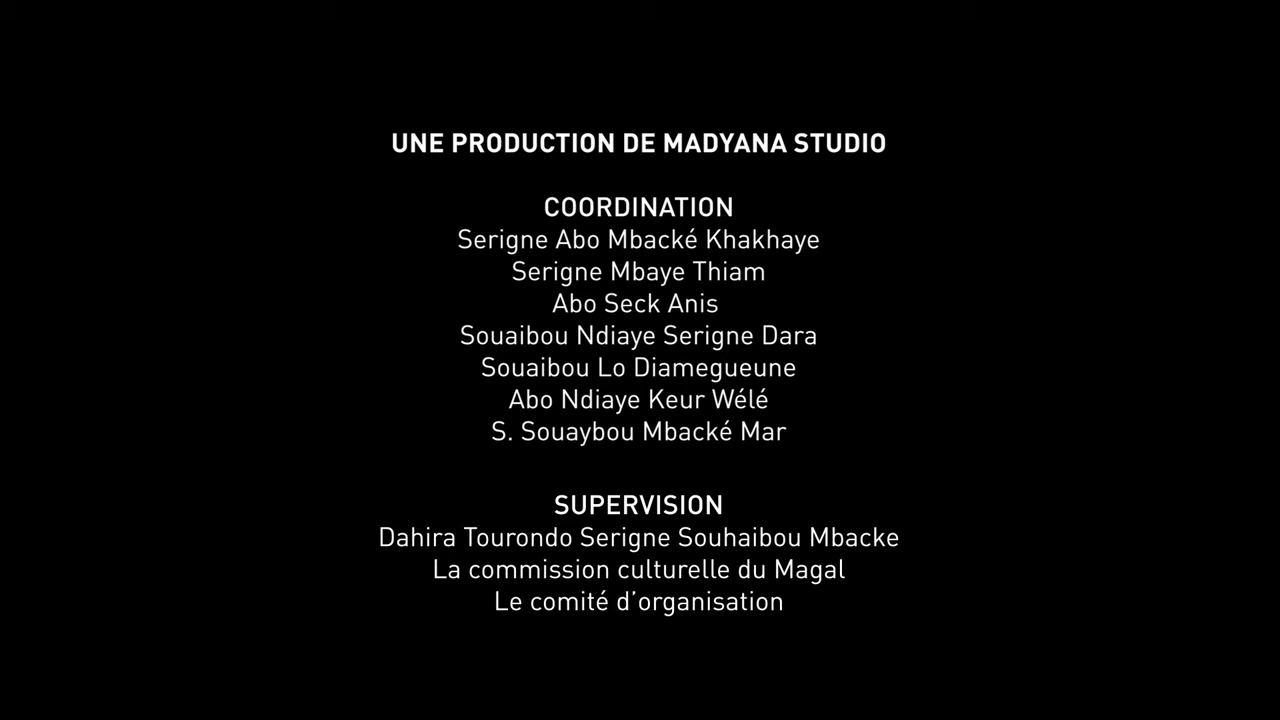 UNE PRODUCTION DE MADYANA STUDIO
COORDINATION
Serigne Abo Mbacké Khakhaye
Serigne Mbaye Thiam
Abo Seck Anis
Souaibou Ndiaye Serigne Dara
Souaibou Lo Diamegueune
Abo Ndiaye Keur Wélé
S. Souaybou Mbacké Mar
SUPERVISION
Dahira Tourondo Serigne Souhaibou Mbacke
La commission culturelle du Magal
Le comité d’organisation